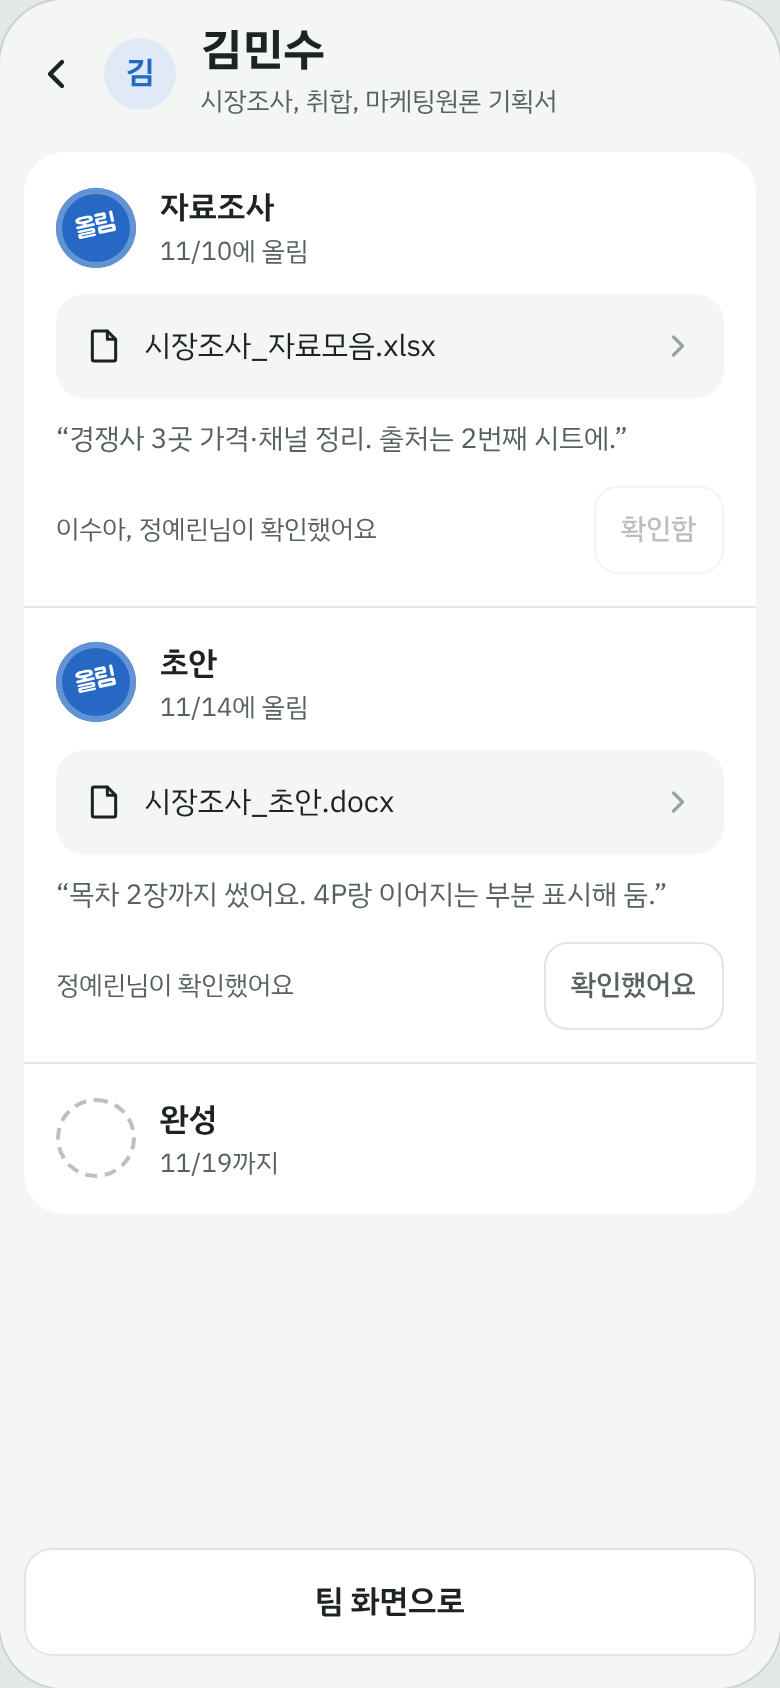 김
김민수
시장조사, 취합, 마케팅원론 기획서
올림
자료조사
11/10에 올림
시장조사_자료모음.xlsx
“경쟁사 3곳 가격·채널 정리. 출처는 2번째 시트에.”
이수아, 정예린님이 확인했어요
확인함
올림
초안
11/14에 올림
시장조사_초안.docx
“목차 2장까지 썼어요. 4P랑 이어지는 부분 표시해 둠.”
정예린님이 확인했어요
확인했어요
완성
11/19까지
팀 화면으로